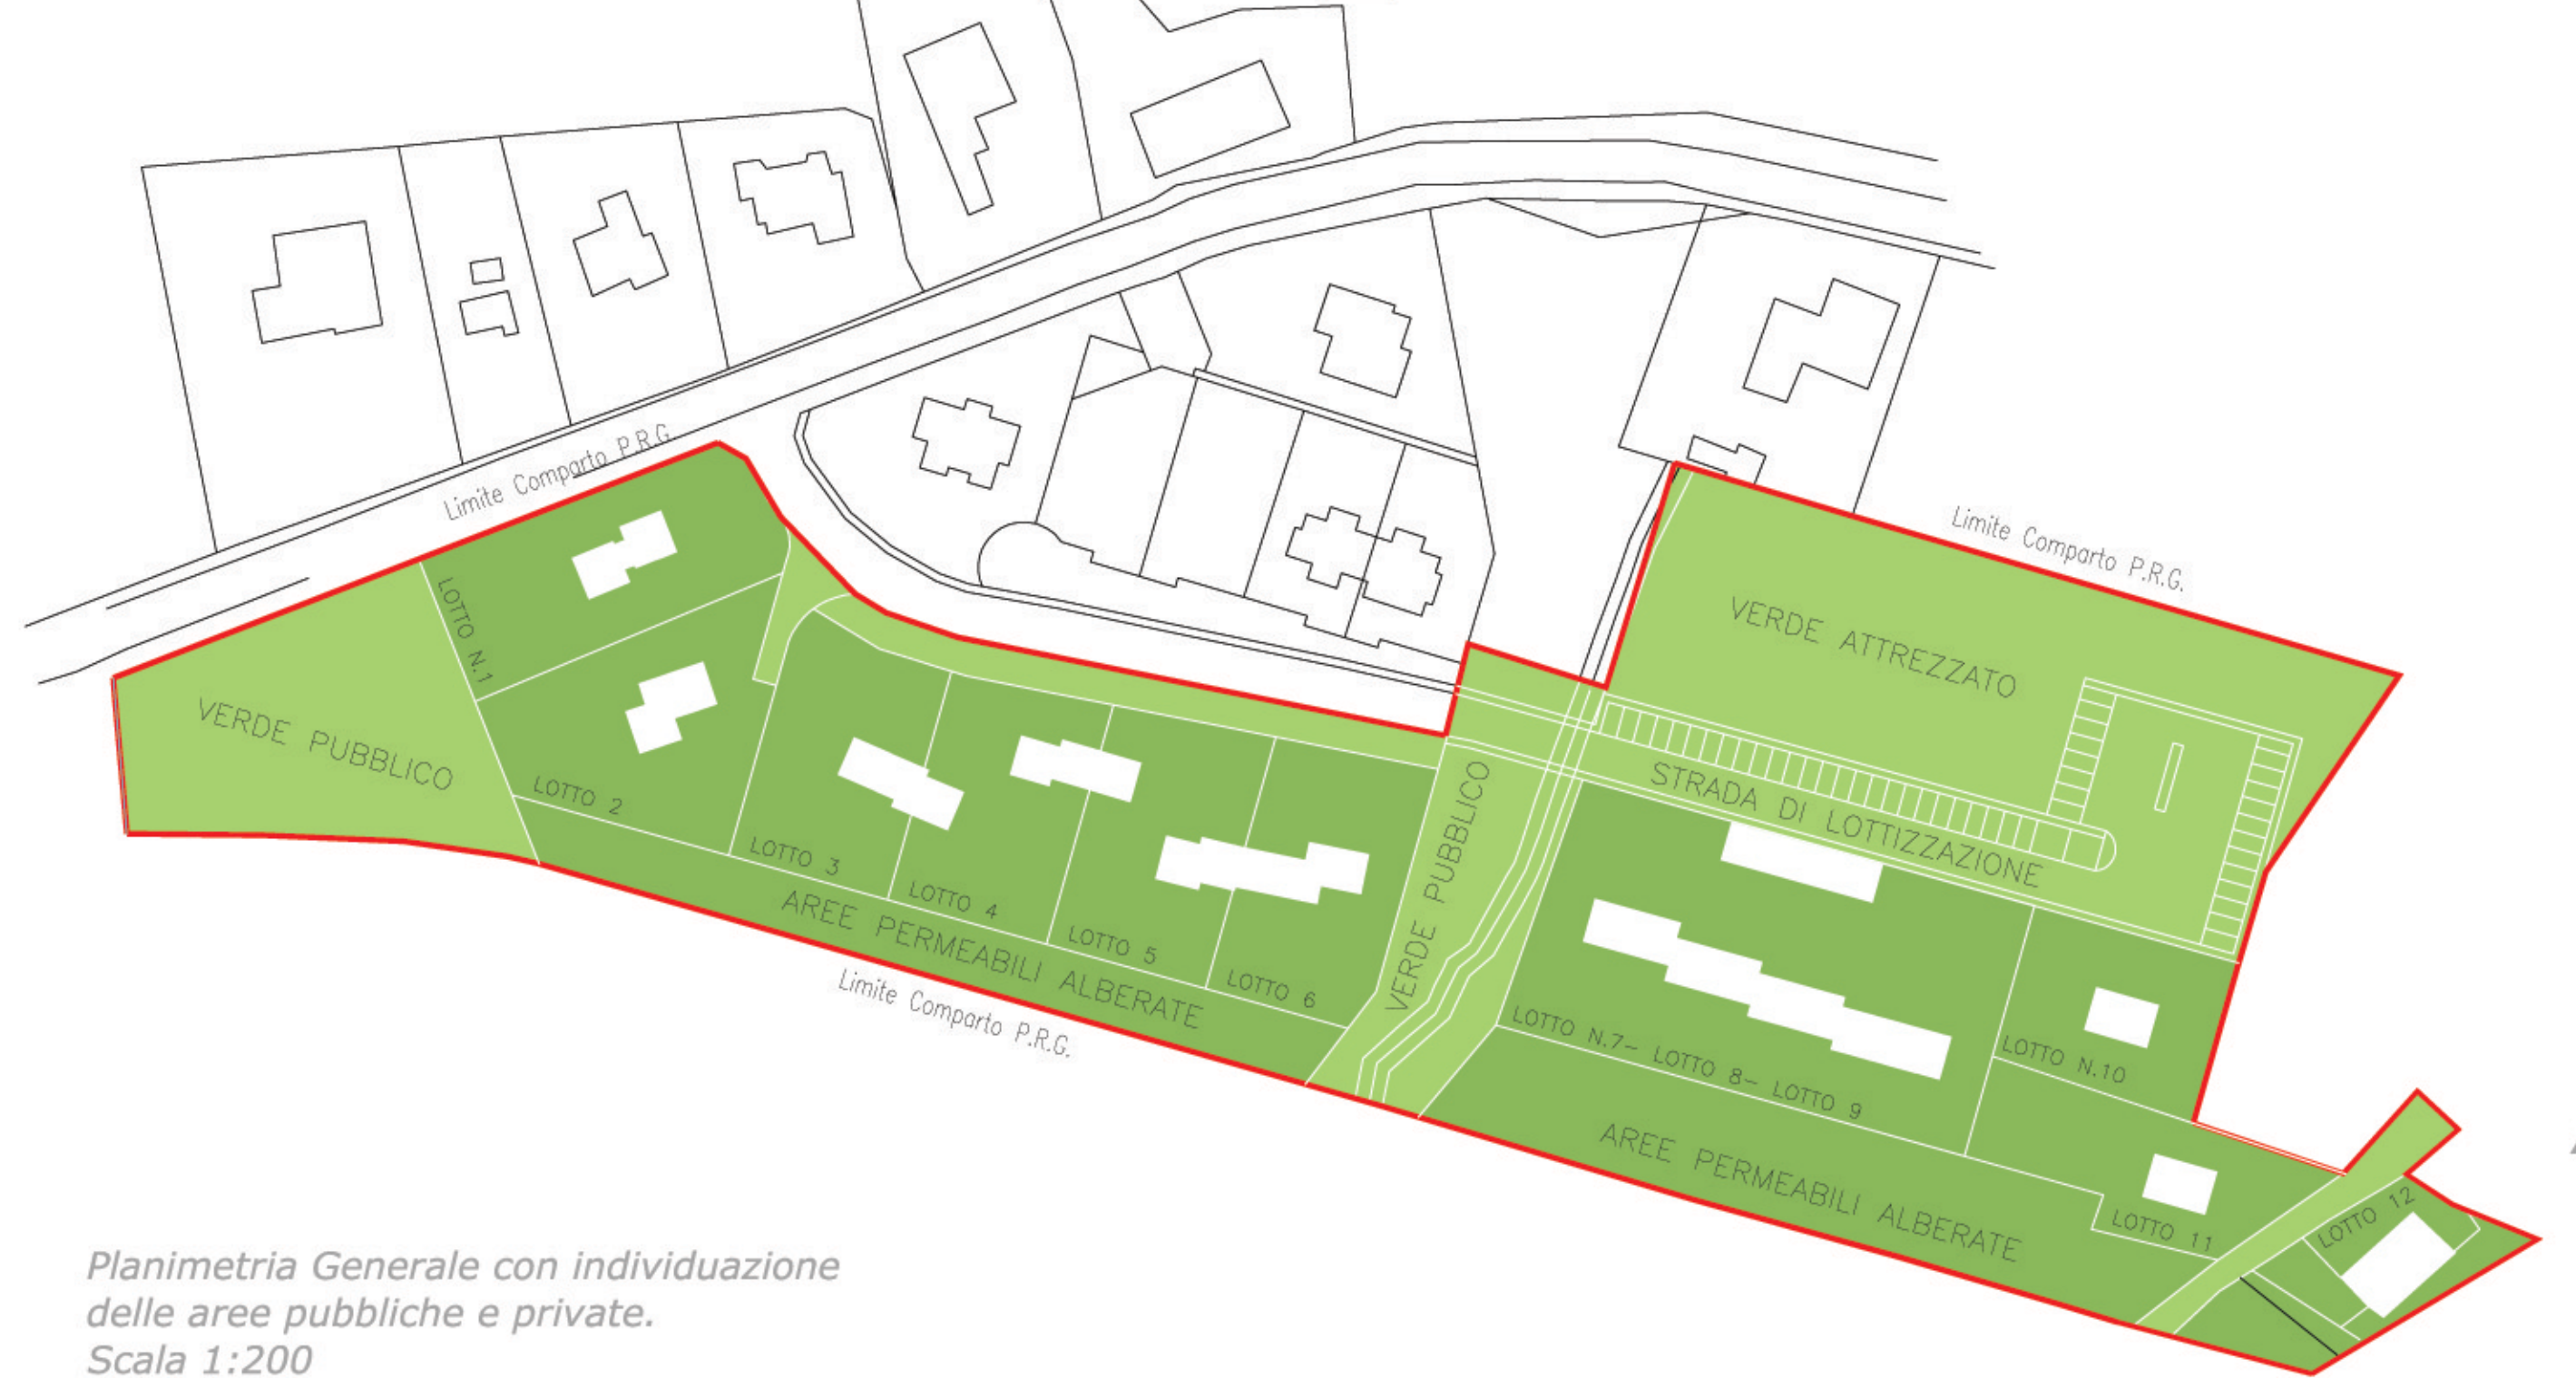 Limite Comparto P.R.G.
Limite Comparto P.R.G.
LOTTO N.1
VERDE ATTREZZATO
VERDE PUBBLICO
LOTTO 2
STRADA DI LOTTIZZAZIONE
VERDE PUBBLICO
LOTTO 3
LOTTO 4
LOTTO 5
LOTTO 6
AREE PERMEABILI ALBERATE
Limite Comparto P.R.G.
LOTTO N.7- LOTTO 8- LOTTO 9
LOTTO N.10
AREE PERMEABILI ALBERATE
LOTTO 11
LOTTO 12
Planimetria Generale con individuazione
delle aree pubbliche e private.
Scala 1:200